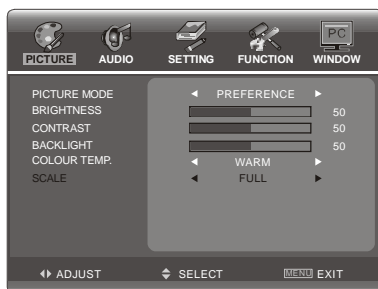 PC
PICTURE AUDIO SETTING FUNCTION WINDOW
PICTURE MODE PREFERENCE
BRIGHTNESS 50
CONTRAST 50
BACKLIGHT 50
COLOUR TEMP. WARM
SCALE FULL
ADJUST SELECT MENU EXIT